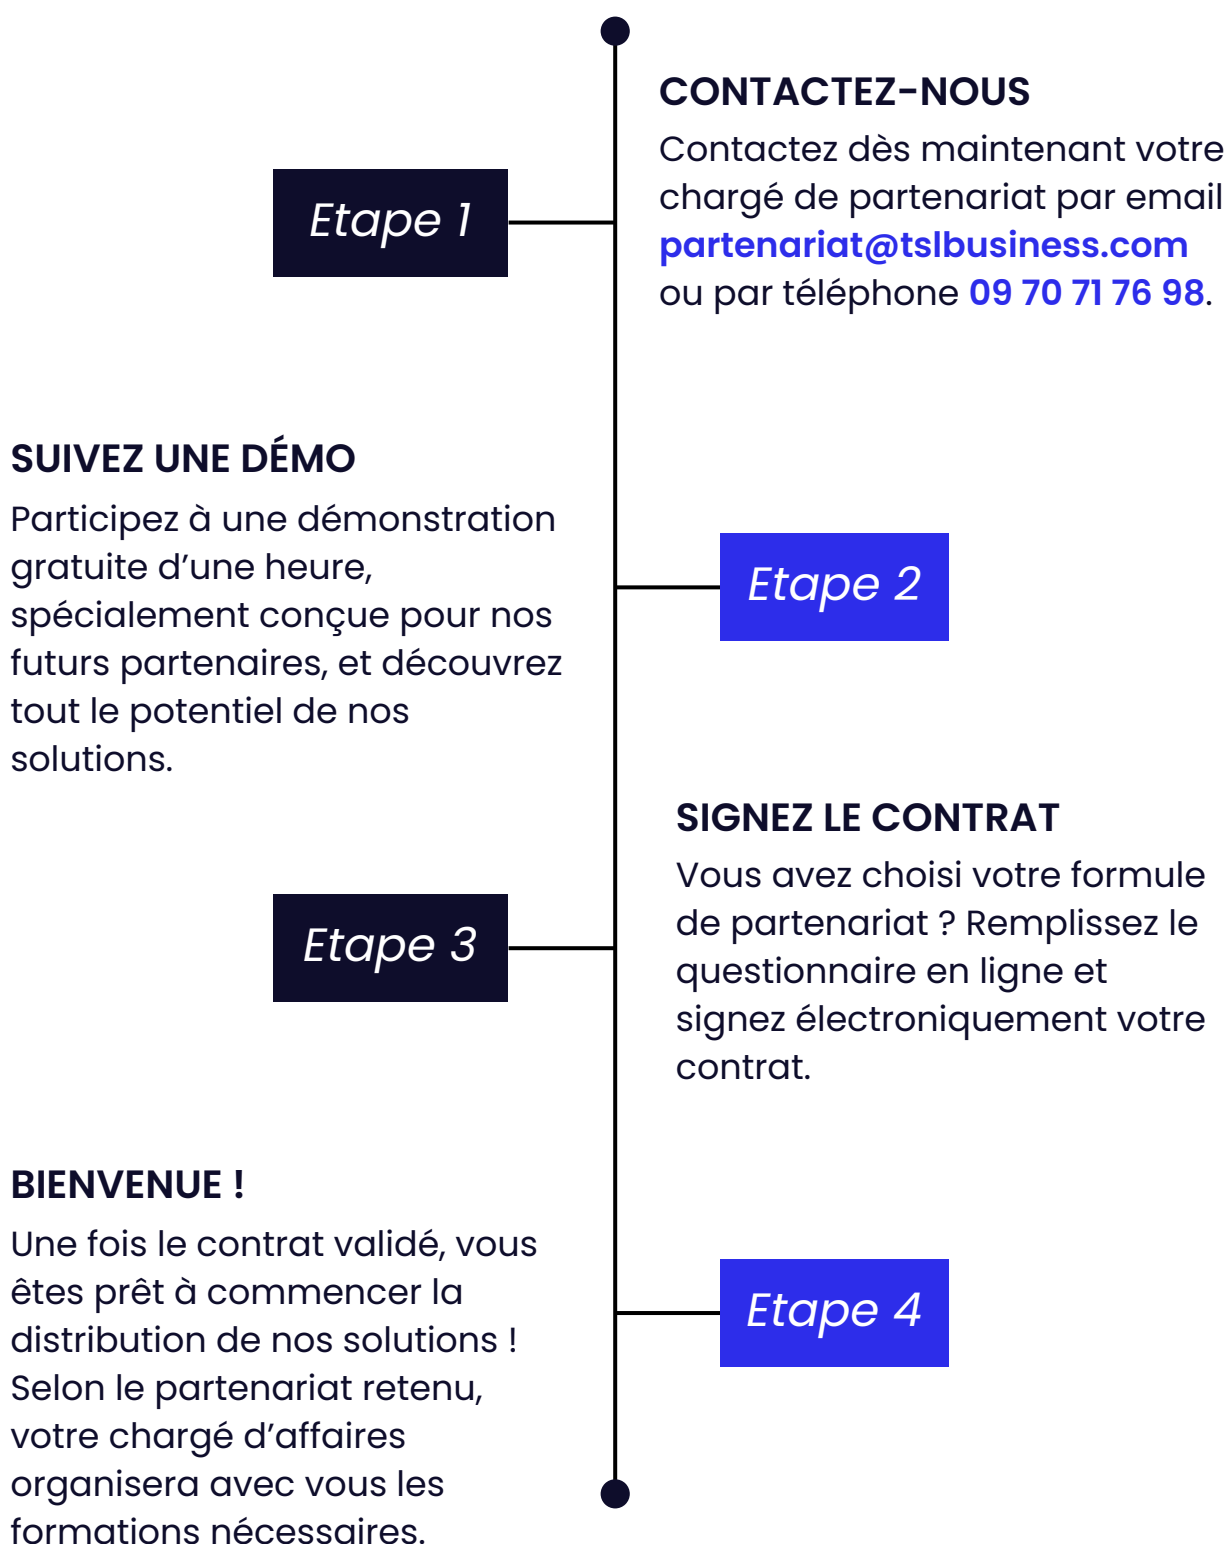 CONTACTEZ-NOUS
Contactez dès maintenant votre
chargé de partenariat par email
partenariat@tslbusiness.com
ou par téléphone 09 70 71 76 98.
Etape 1
SUIVEZ UNE DÉMO
Participez à une démonstration
gratuite d’une heure,
spécialement conçue pour nos
futurs partenaires, et découvrez
tout le potentiel de nos
solutions.
Etape 2
SIGNEZ LE CONTRAT
Vous avez choisi votre formule
de partenariat ? Remplissez le
questionnaire en ligne et
signez électroniquement votre
contrat.
Etape 3
BIENVENUE !
Une fois le contrat validé, vous
êtes prêt à commencer la
distribution de nos solutions !
Selon le partenariat retenu,
votre chargé d’affaires
organisera avec vous les
formations nécessaires.
Etape 4